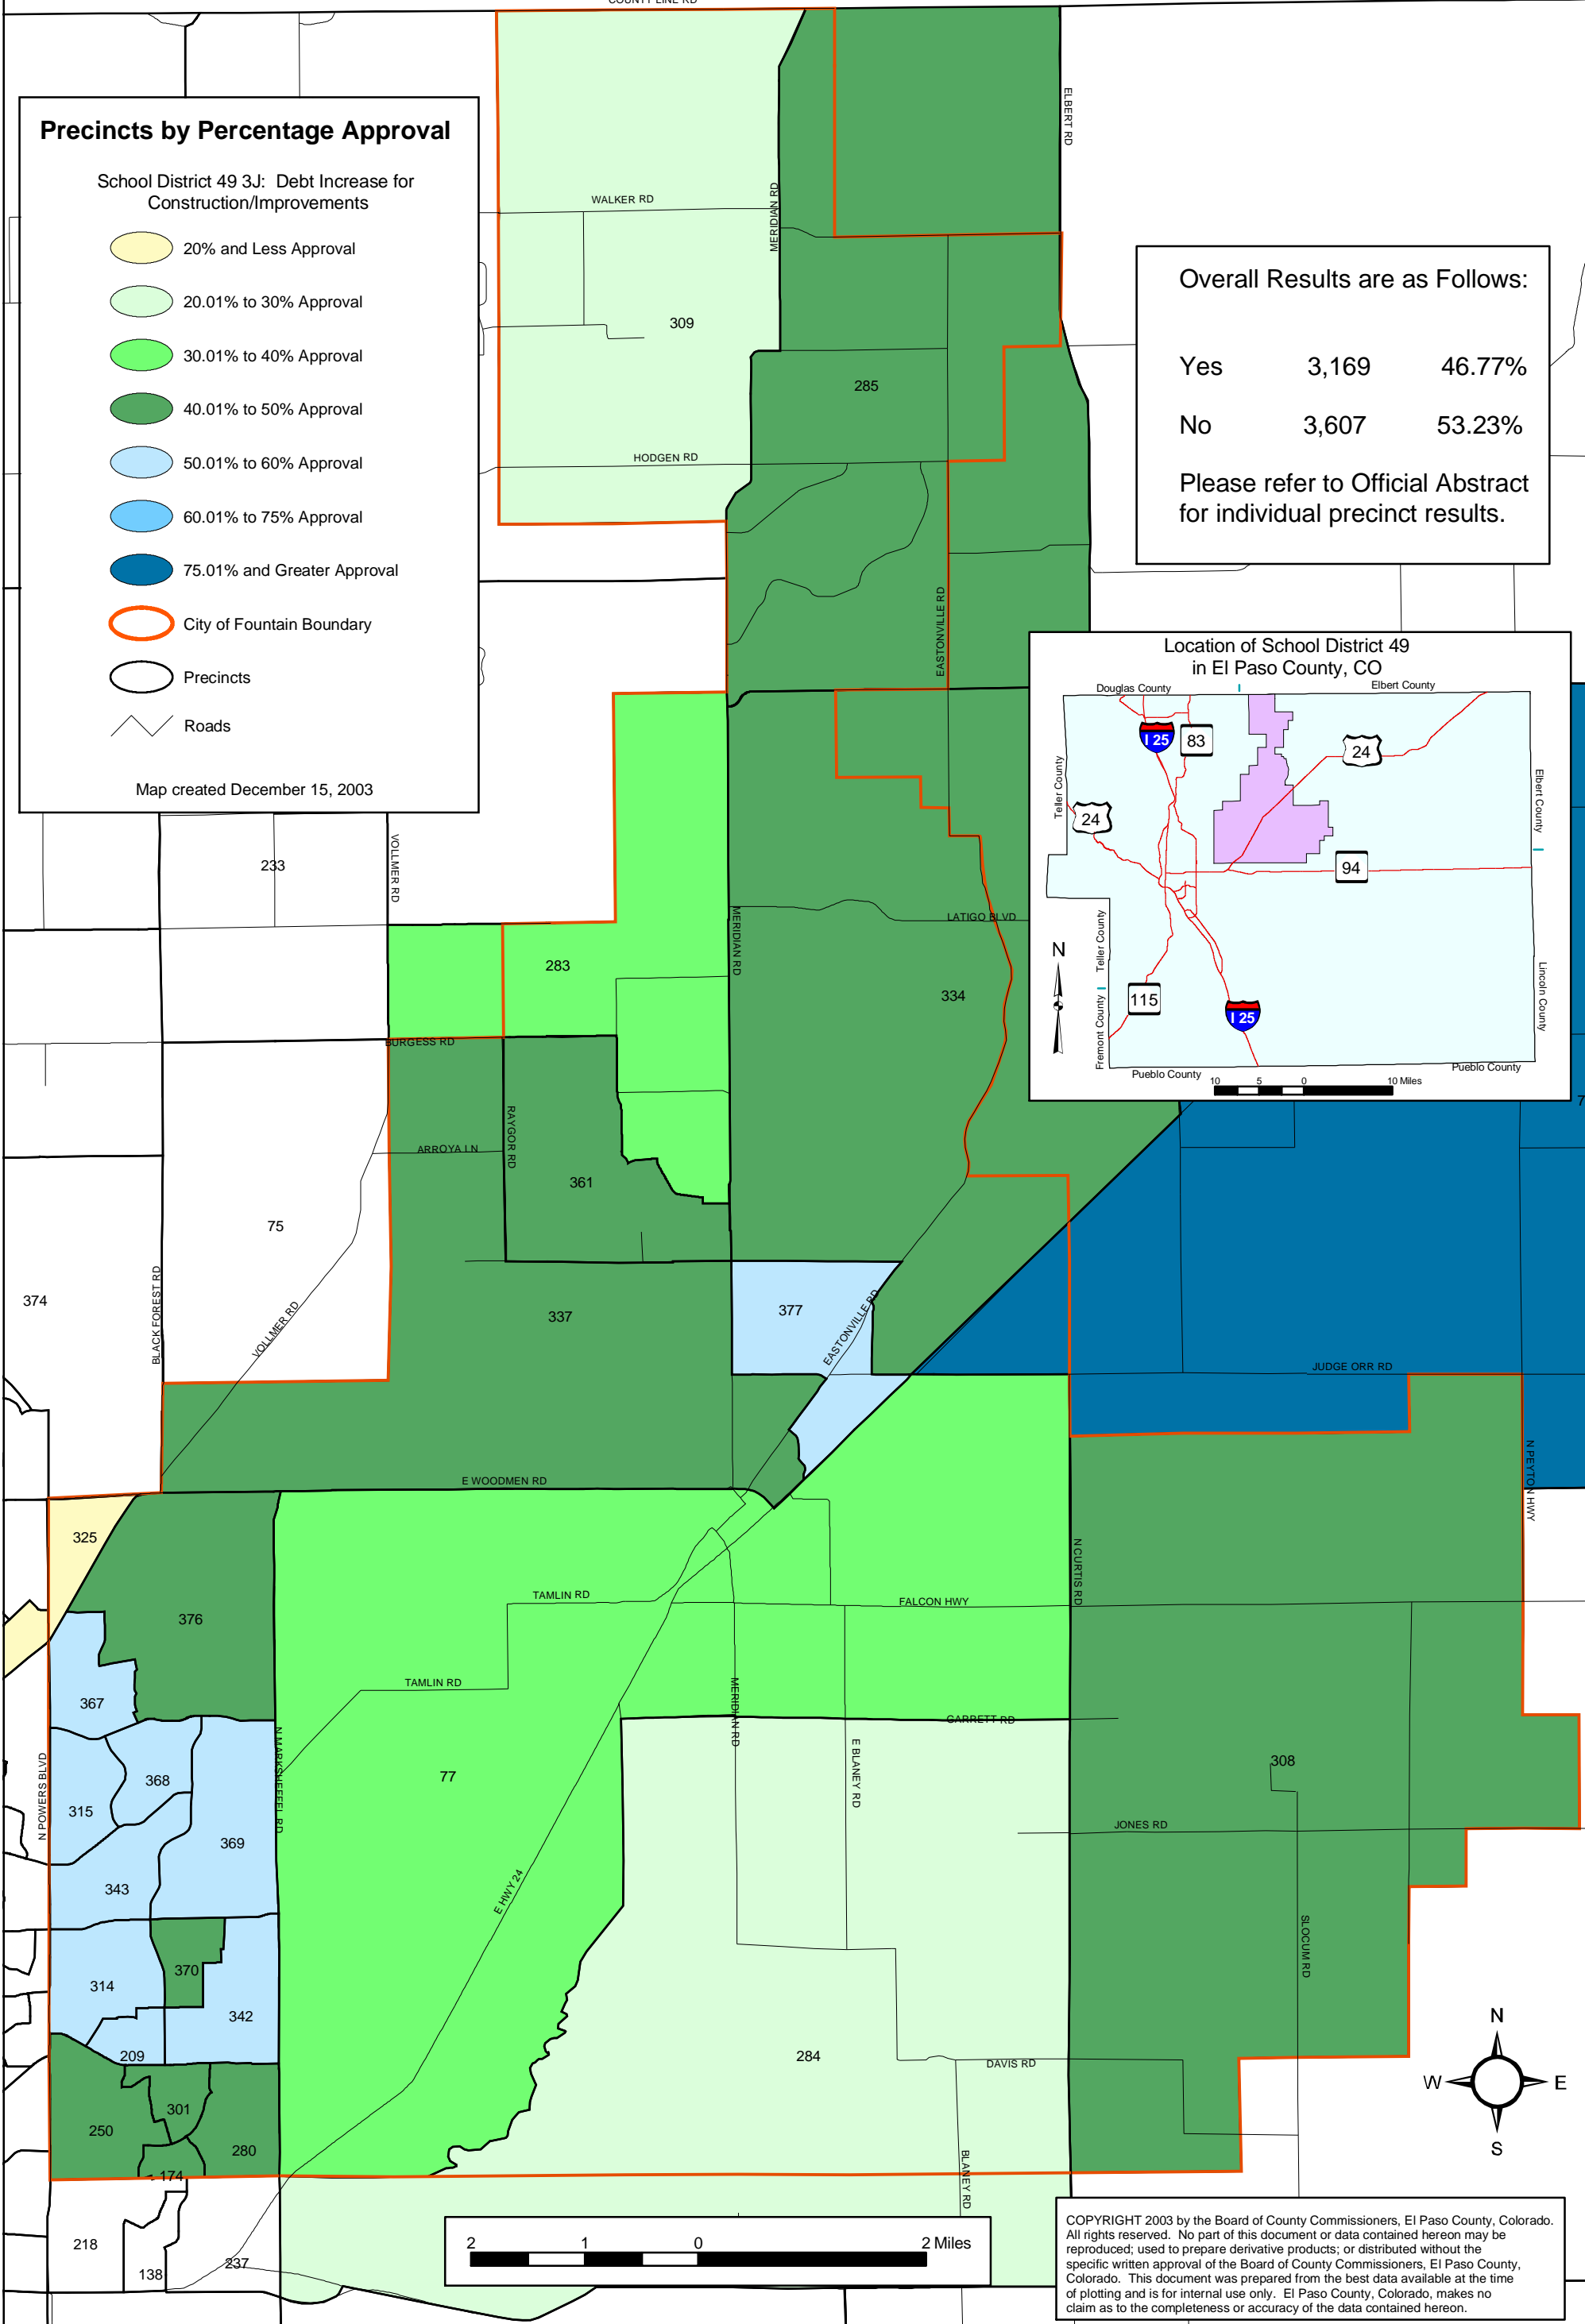 COUNTY LINE RD
Precincts by Percentage Approval
School District 49 3J: Debt Increase for
Construction/Improvements
20% and Less Approval
20.01% to 30% Approval
30.01% to 40% Approval
40.01% to 50% Approval
50.01% to 60% Approval
60.01% to 75% Approval
75.01% and Greater Approval
City of Fountain Boundary
Precincts
Roads
Map created December 15, 2003
ELBERT RD
WALKER RD
MERIDIAN RD
309
285
HODGEN RD
EASTONVILLE RD
Overall Results are as Follows:
Yes 3,169 46.77%
No 3,607 53.23%
Please refer to Official Abstract
for individual precinct results.
Location of School District 49
in El Paso County, CO
Douglas County
Elbert County
I 25
83
24
Teller County
Elbert County
24
94
N
Teller County
Fremont County
Lincoln County
115
I 25
Pueblo County
Pueblo County
10 5 0 10 Miles
233
VOLLMER RD
MERIDIAN RD
LATIGO BLVD
283
334
BURGESS RD
RAYGOR RD
ARROYA LN
361
75
374
BLACK FOREST RD
VOLLMER RD
337
377
EASTONVILLE RD
JUDGE ORR RD
7
N PEYTON HWY
E WOODMEN RD
325
376
TAMLIN RD
FALCON HWY
N CURTIS RD
TAMLIN RD
MERIDIAN RD
367
GARRETT RD
N MARKSHEFFEL RD
N POWERS BLVD
368
315
77
E BLANEY RD
308
369
JONES RD
343
E HWY 24
SLOCUM RD
370
314
342
209
284
DAVIS RD
301
250
280
174
BLANEY RD
218
138
237
N
W E
S
2 1 0 2 Miles
COPYRIGHT 2003 by the Board of County Commissioners, El Paso County, Colorado.
All rights reserved. No part of this document or data contained hereon may be
reproduced; used to prepare derivative products; or distributed without the
specific written approval of the Board of County Commissioners, El Paso County,
Colorado. This document was prepared from the best data available at the time
of plotting and is for internal use only. El Paso County, Colorado, makes no
claim as to the completeness or accuracy of the data contained hereon.